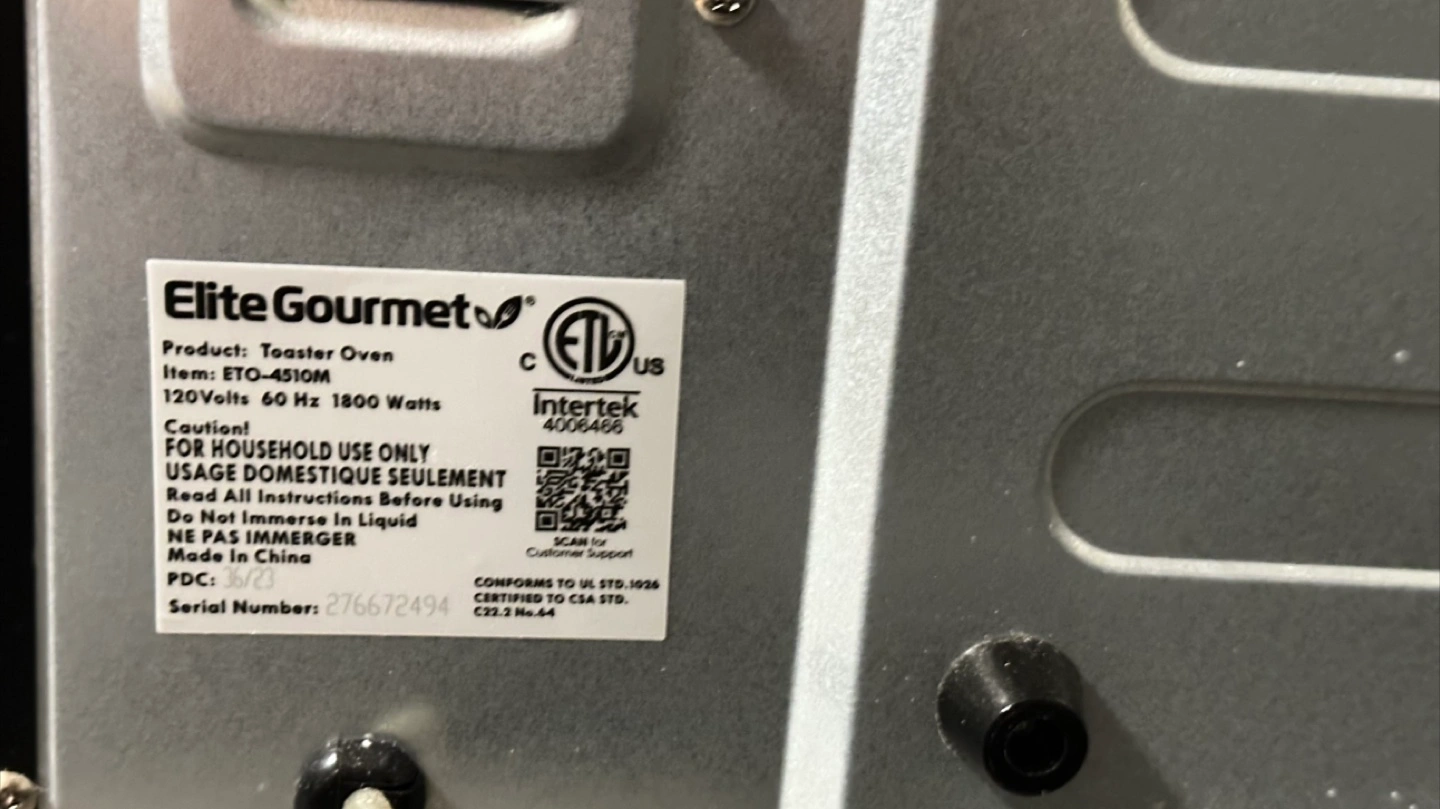 Elite Gourmet®
Product: Toaster Oven
Item: ETO-4510M
120Volts 60 Hz 1800 Watts
Caution!
FOR HOUSEHOLD USE ONLY
USAGE DOMESTIQUE SEULEMENT
Read All Instructions Before Using
Do Not Immerse In Liquid
NE PAS IMMERGER
Made In China
PDC: 36/23
Serial Number: 276672494
C ETL US
Intertek
4006466
SCAN for
Customer Support
CONFORMS TO UL STD.1026
CERTIFIED TO CSA STD.
C22.2 No.64